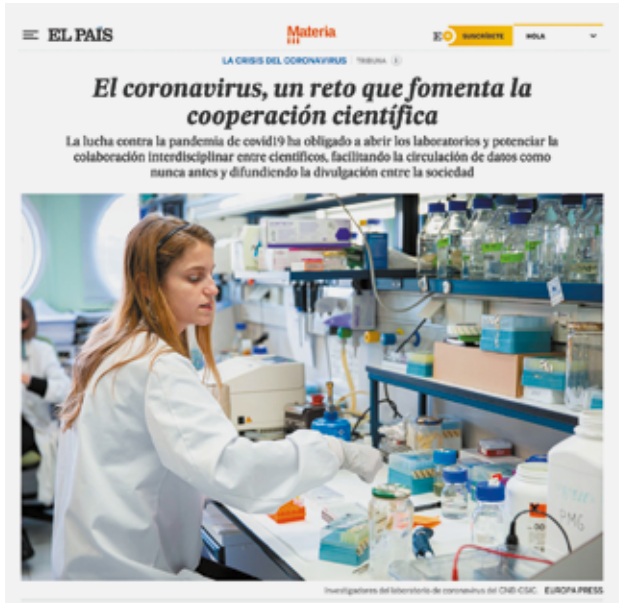 EL PAÍS
Materia
SUSCRÍBETE
HOLA
LA CRISIS DEL CORONAVIRUS
TRIBUNA
El coronavirus, un reto que fomenta la
cooperación científica
La lucha contra la pandemia de covid19 ha obligado a abrir los laboratorios y potenciar la
colaboración interdisciplinar entre científicos, facilitando la circulación de datos como
nunca antes y difundiendo la divulgación entre la sociedad
PMG
Investigadores del laboratorio de coronavirus del CNB-CSIC. EUROPA PRESS